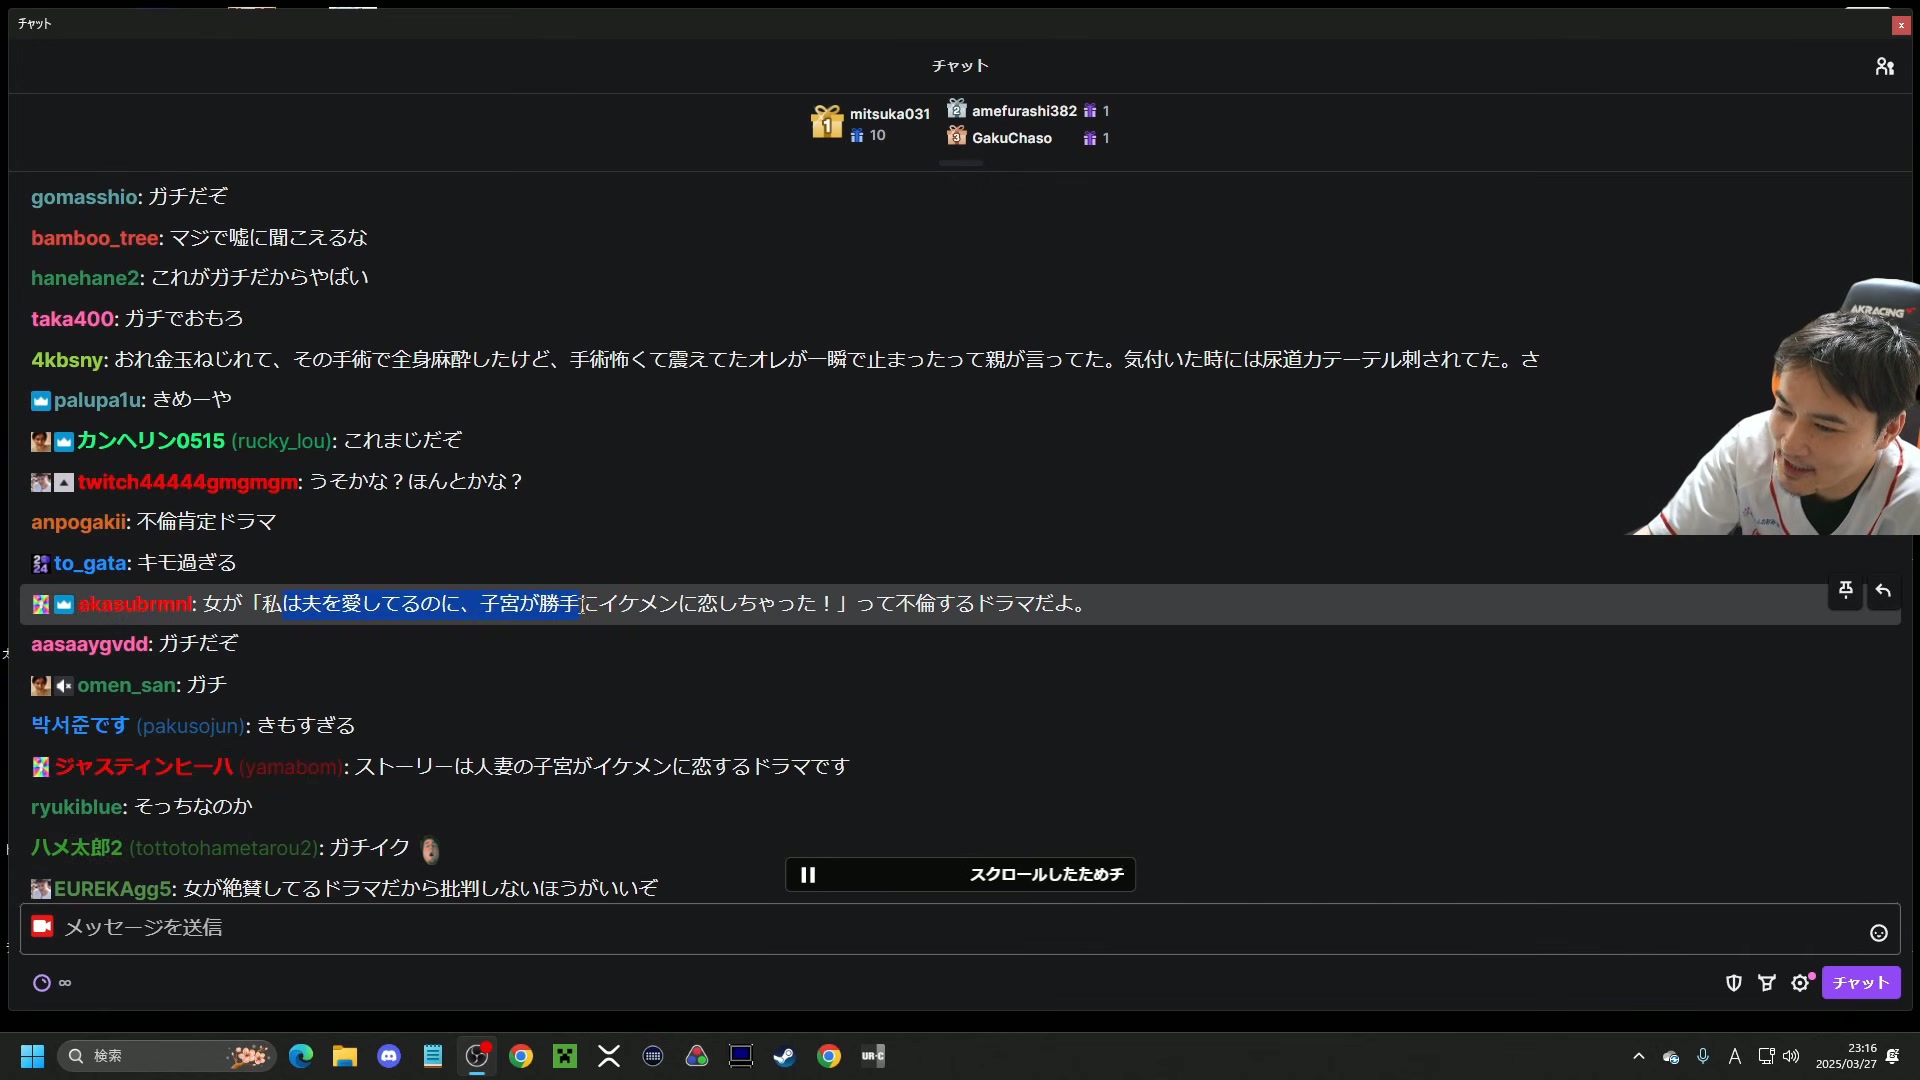 チャット
チャット
mitsuka031
10
amefurashi382 1
GakuChaso 1
gomasshio: ガチだぞ
bamboo_tree: マジで嘘に聞こえるな
hanehane2: これがガチだからやばい
taka400: ガチでおもろ
4kbsny: おれ金玉ねじれて、その手術で全身麻酔したけど、手術怖くて震えてたオレが一瞬で止まったって親が言ってた。気付いた時には尿道カテーテル刺されてた。さ
palupa1u: きめーや
カンヘリン0515 (rucky_lou): これまじだぞ
twitch44444gmgmgm: うそかな？ほんとかな？
anpogakii: 不倫肯定ドラマ
to_gata: キモ過ぎる
akasubrmnl: 女が「私は夫を愛してるのに、子宮が勝手にイケメンに恋しちゃった！」って不倫するドラマだよ。
aasaaygvdd: ガチだぞ
omen_san: ガチ
박서준です (pakusojun): きもすぎる
ジャスティンヒーハ (yamabom): ストーリーは人妻の子宮がイケメンに恋するドラマです
ryukiblue: そっちなのか
ハメ太郎2 (tottotohametarou2): ガチイク
EUREKAgg5: 女が絶賛してるドラマだから批判しないほうがいいぞ
スクロールしたためチ
メッセージを送信
∞
チャット
AKRACING
検索
UR-C
A
23:16
2025/03/27